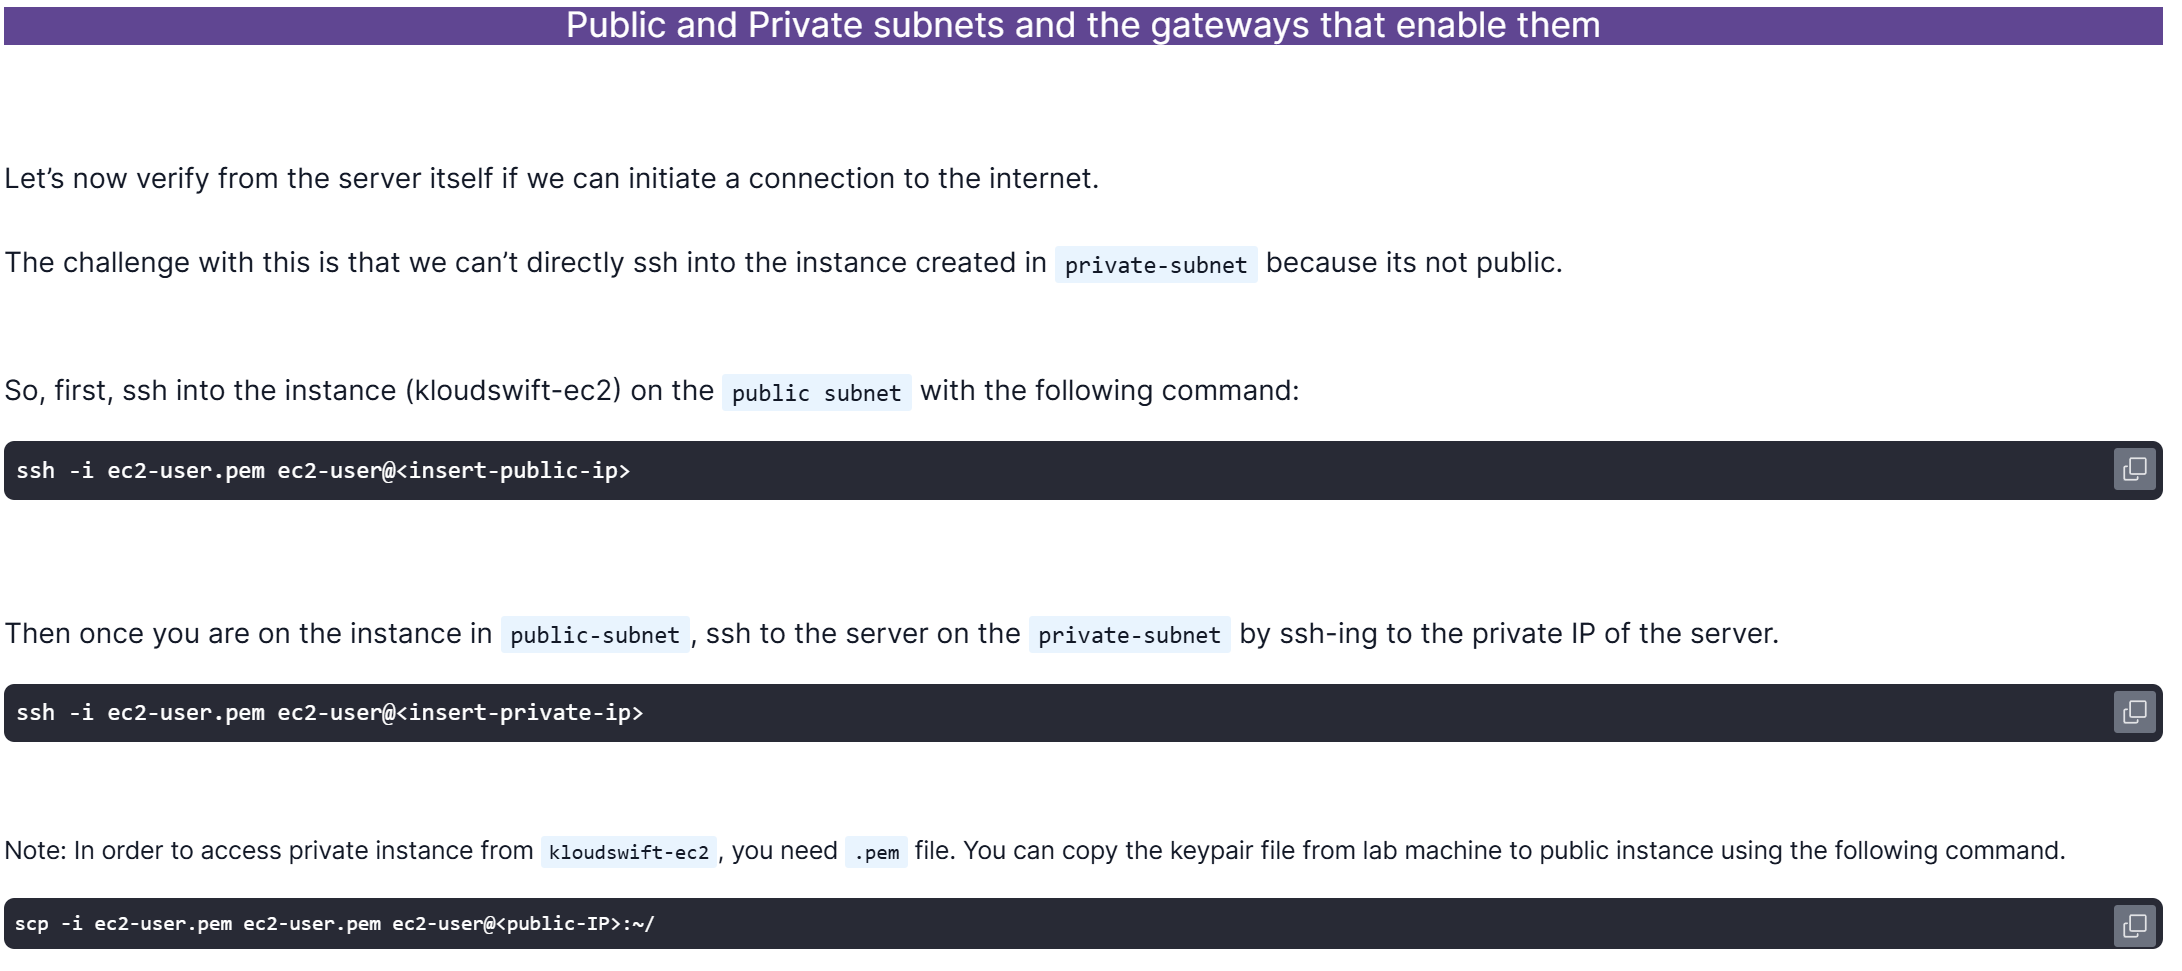 Public and Private subnets and the gateways that enable them
Let’s now verify from the server itself if we can initiate a connection to the internet.
The challenge with this is that we can’t directly ssh into the instance created in private-subnet because its not public.
So, first, ssh into the instance (kloudswift-ec2) on the public subnet with the following command:
ssh -i ec2-user.pem ec2-user@<insert-public-ip>
Then once you are on the instance in public-subnet, ssh to the server on the private-subnet by ssh-ing to the private IP of the server.
ssh -i ec2-user.pem ec2-user@<insert-private-ip>
Note: In order to access private instance from kloudswift-ec2, you need .pem file. You can copy the keypair file from lab machine to public instance using the following command.
scp -i ec2-user.pem ec2-user.pem ec2-user@<public-IP>:~/